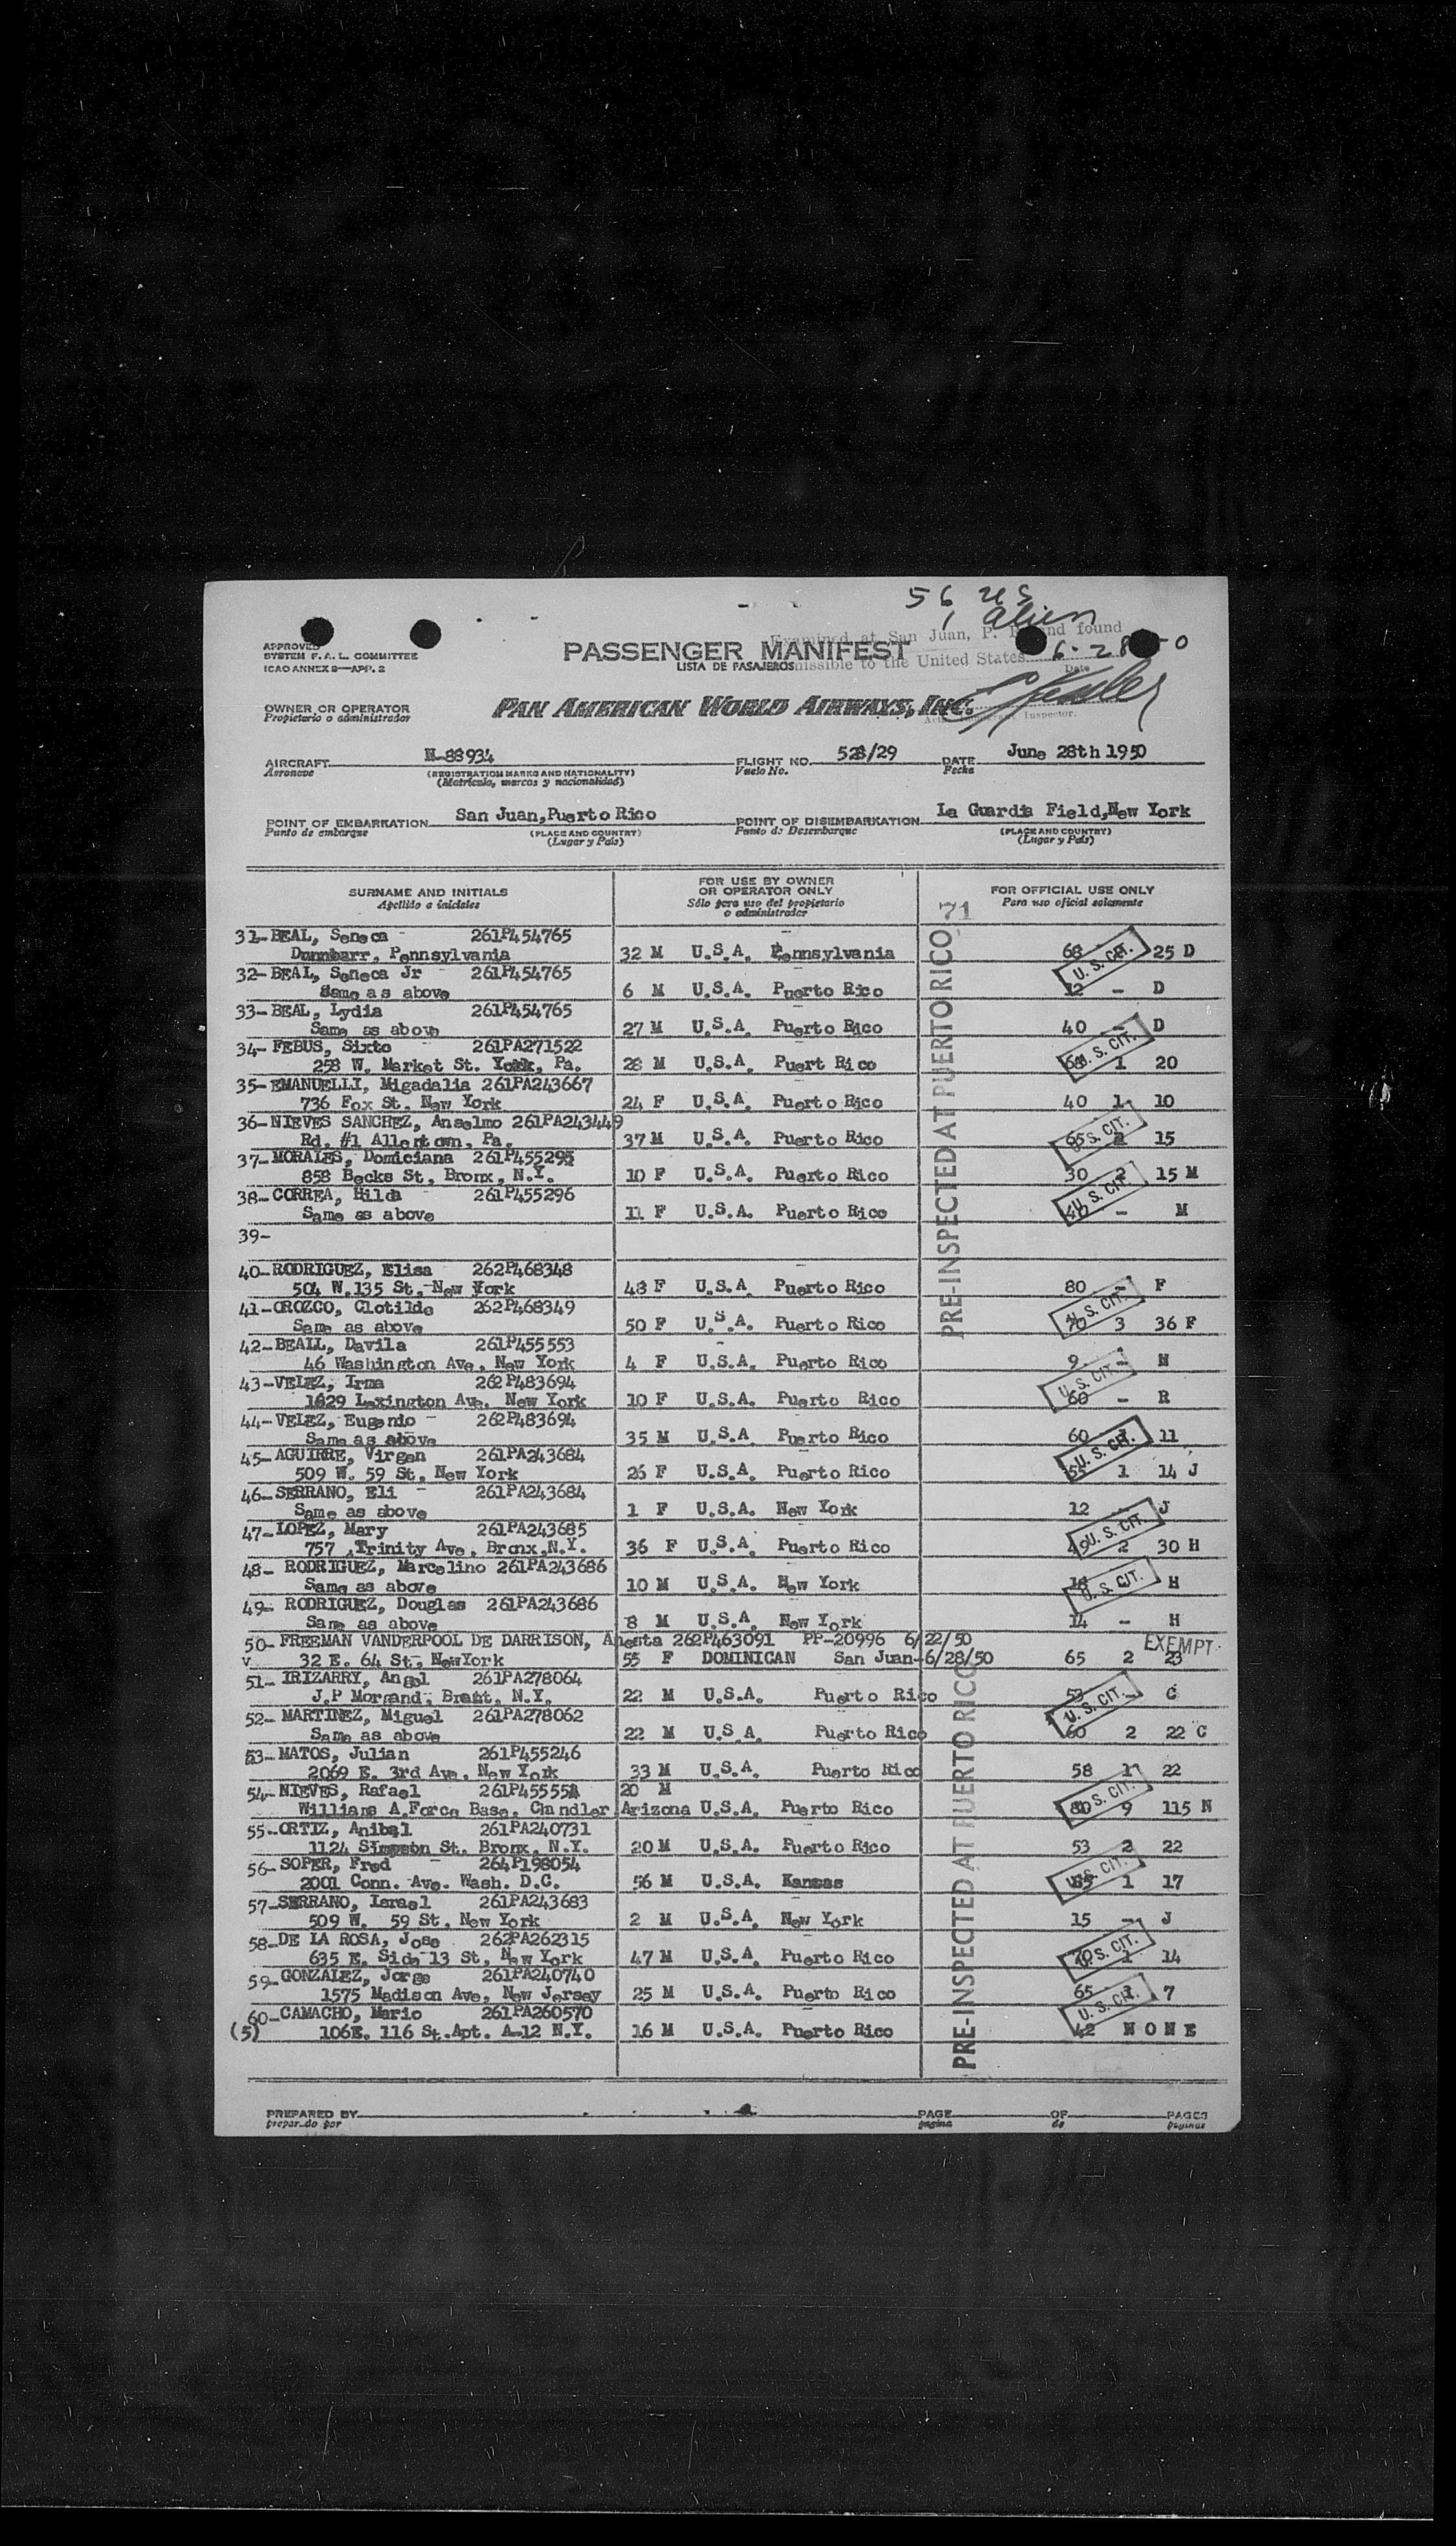 56 US
1 alien
Examined at San Juan, P. R. and found
APPROVED
SYSTEM F. A. L. COMMITTEE
ICAO ANNEX 9—APP. 2
PASSENGER MANIFEST
LISTA DE PASAJEROS
missible to the United States 6-28-50
Date
OWNER OR OPERATOR
Propietario o administrador
PAN AMERICAN WORLD AIRWAYS, INC.
Inspector.
AIRCRAFT N-88934 FLIGHT NO. 528/29 DATE June 28th 1950
Aeronave (REGISTRATION MARKS AND NATIONALITY) Vuelo No. Fecha
(Matrícula, marcas y nacionalidad)
POINT OF EMBARKATION San Juan,Puerto Rico POINT OF DISEMBARKATION La Guardia Field,New York
Punto de embarque (PLACE AND COUNTRY) Punto de Desembarque (PLACE AND COUNTRY)
(Lugar y País) (Lugar y País)
SURNAME AND INITIALS FOR USE BY OWNER OR OPERATOR ONLY FOR OFFICIAL USE ONLY
Apellido e iniciales Sólo para uso del propietario o administrador Para uso oficial solamente
71
PRE-INSPECTED AT PUERTO RICO
31-BEAL, Seneca - 261P454765
Dunnbarr, Pennsylvania 32 M U.S.A. Pennsylvania 68 U. S. CIT. 25 D
32-BEAL, Seneca Jr - 261P454765
Same as above 6 M U.S.A. Puerto Rico 12 - D
33-BEAL, Lydia 261P454765
Same as above 27 M U.S.A. Puerto Rico 40 - D
34-FEBUS, Sixto 261PA271522
258 W. Market St. York, Pa. 28 M U.S.A. Puert Rico U. S. CIT. 1 20
35-EMANUELLI, Migadalia 261PA243667
736 Fox St. New York 24 F U.S.A. Puerto Rico 40 1 10
36-NIEVES SANCHEZ, Anselmo 261PA243449
Rd. #1 Allentown, Pa. 37 M U.S.A. Puerto Rico U. S. CIT. 15
37-MORALES, Domiciana 261P455295
858 Becks St, Bronx, N.Y. 10 F U.S.A. Puerto Rico 30 2 15 M
38-CORREA, Hilda 261P455296
Same as above 11 F U.S.A. Puerto Rico U. S. CIT. - M
39-
40-RODRIGUEZ, Elisa 262P468348
504 W.135 St.-New York 48 F U.S.A. Puerto Rico 80 - F
41-OROZCO, Clotilde 262P468349
Same as above 50 F U.S.A. Puerto Rico U. S. CIT. 70 3 36 F
42-BEALL, Davila 261P455553
46 Washington Ave, New York 4 F U.S.A. Puerto Rico 9 - N
43-VELEZ, Irma 262P483694
1629 Lexington Ave. New York 10 F U.S.A. Puerto Rico U. S. CIT. 60 - R
44-VELEZ, Eugenio - 262P483694
Same as above 35 M U.S.A Puerto Rico 60 11
45-AGUIRRE, Virgen 261PA243684
509 W. 59 St, New York 26 F U.S.A. Puerto Rico U. S. CIT. 1 14 J
46-SERRANO, Eli - 261PA243684
Same as above 1 F U.S.A. New York 12 J
47-LOPEZ, Mary 261PA243685
757 Trinity Ave, Bronx,N.Y. 36 F U.S.A. Puerto Rico U. S. CIT. 2 30 H
48- RODRIGUEZ, Marcelino 261PA243686
Same as above 10 M U.S.A. New York U. S. CIT. H
49- RODRIGUEZ, Douglas 261PA243686
Same as above 8 M U.S.A. New York 14 - H
50-FREEMAN VANDERPOOL DE DARRISON, Anesta 262P463091 PP-20996 6/22/50 EXEMPT
v 32 E. 64 St, NewYork 55 F DOMINICAN San Juan-6/28/50 65 2 23
PRE-INSPECTED AT PUERTO RICO
51- IRIZARRY, Angel 261PA278064
J.P Morgand, Brant, N.Y. 22 M U.S.A. Puerto Rico U. S. CIT. - C
52- MARTINEZ, Miguel 261PA278062
Same as above 22 M U.S.A. Puerto Rico 60 2 22 C
53-MATOS, Julian 261P455246
2069 E. 3rd Ave, New York 33 M U.S.A. Puerto Rico 58 1 22
54-NIEVES, Rafael 261P455551 20 M
Williams A.Force Base, Chandler Arizona U.S.A. Puerto Rico U. S. CIT. 80 9 115 N
55-ORTIZ, Anibal 261PA240731
1124 Simpson St. Bronx, N.Y. 20 M U.S.A. Puerto Rico 53 2 22
56-SOPER, Fred - 264P198054
2001 Conn. Ave. Wash. D.C. 56 M U.S.A. Kansas U. S. CIT. 1 17
57-SERRANO, Israel 261PA243683
509 W. 59 St, New York 2 M U.S.A. New York 15 - J
58-DE LA ROSA, Jose 262PA262315
635 E. Side 13 St, New York 47 M U.S.A. Puerto Rico U. S. CIT. 70 1 14
59-GONZALEZ, Jorge 261PA240740
1575 Madison Ave, New Jersey 25 M U.S.A. Puerto Rico 65 1 7
60-CAMACHO, Mario 261PA260570
(5) 106E. 116 St.Apt. A-12 N.Y. 16 M U.S.A. Puerto Rico U. S. CIT. 42 N O N E
PREPARED BY PAGE OF PAGES
preparado por página de páginas